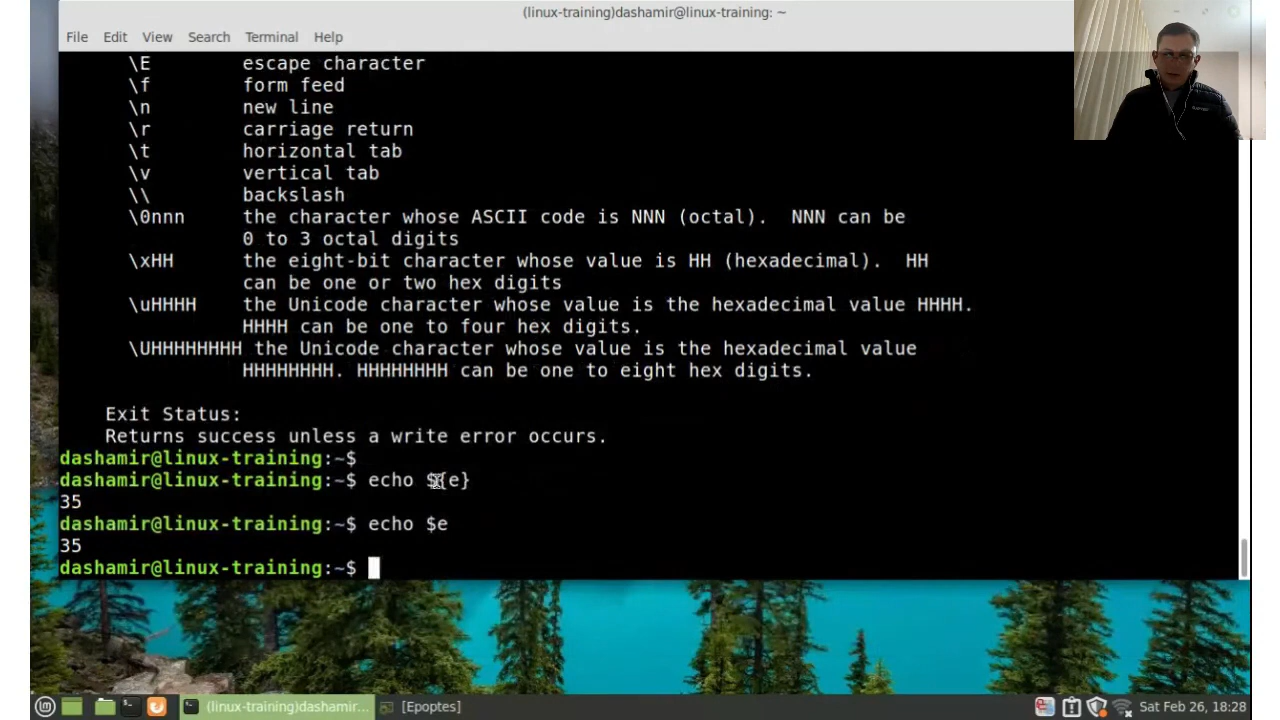 (linux-training)dashamir@linux-training: ~
File Edit View Search Terminal Help
\E escape character
\f form feed
\n new line
\r carriage return
\t horizontal tab
\v vertical tab
\\ backslash
\0nnn the character whose ASCII code is NNN (octal). NNN can be
0 to 3 octal digits
\xHH the eight-bit character whose value is HH (hexadecimal). HH
can be one or two hex digits
\uHHHH the Unicode character whose value is the hexadecimal value HHHH.
HHHH can be one to four hex digits.
\UHHHHHHHH the Unicode character whose value is the hexadecimal value
HHHHHHHH. HHHHHHHH can be one to eight hex digits.
Exit Status:
Returns success unless a write error occurs.
dashamir@linux-training:~$
dashamir@linux-training:~$ echo ${e}
35
dashamir@linux-training:~$ echo $e
35
dashamir@linux-training:~$
(linux-training)dashamir... [Epoptes] Sat Feb 26, 18:28